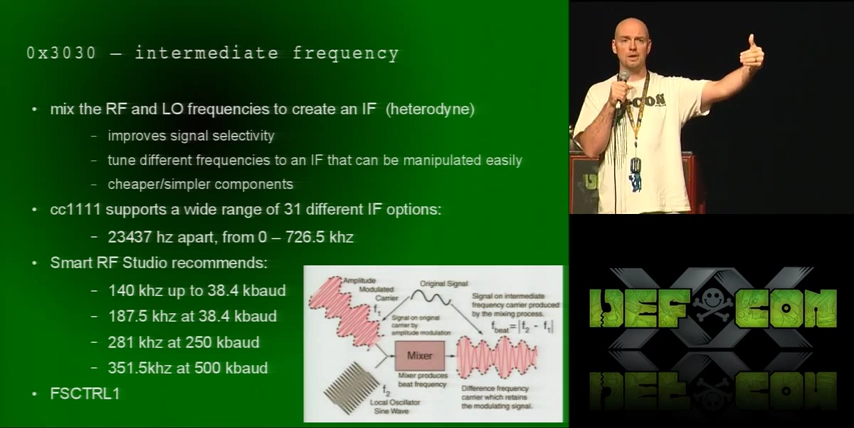 0x3030 – intermediate frequency
• mix the RF and LO frequencies to create an IF (heterodyne)
– improves signal selectivity
– tune different frequencies to an IF that can be manipulated easily
– cheaper/simpler components
• cc1111 supports a wide range of 31 different IF options:
– 23437 hz apart, from 0 – 726.5 khz
• Smart RF Studio recommends:
– 140 khz up to 38.4 kbaud
– 187.5 khz at 38.4 kbaud
– 281 khz at 250 kbaud
– 351.5khz at 500 kbaud
• FSCTRL1
Amplitude
Modulated
Carrier
f1
Original Signal
Signal on original
carrier by
amplitude modulation
Signal on intermediate
frequency carrier produced
by the mixing process.
fbeat = |f2 - f1|
Mixer
Mixer produces
beat frequency
f2
Local Oscillator
Sine Wave
Difference frequency
carrier which retains
the modulating signal.
DEF CON
XX